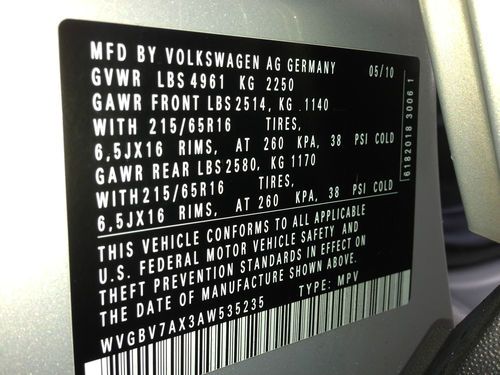 MFD BY VOLKSWAGEN AG GERMANY 05/10
GVWR LBS 4961 KG 2250
GAWR FRONT LBS 2514, KG 1140
WITH 215/65R16 TIRES,
6,5JX16 RIMS, AT 260 KPA, 38 PSI COLD
GAWR REAR LBS 2580, KG 1170
WITH 215/65R16 TIRES,
6,5JX16 RIMS, AT 260 KPA, 38 PSI COLD
THIS VEHICLE CONFORMS TO ALL APPLICABLE
U.S. FEDERAL MOTOR VEHICLE SAFETY AND
THEFT PREVENTION STANDARDS IN EFFECT ON
THE DATE OF MANUFACTURE SHOWN ABOVE.
WVGBV7AX3AW535235 TYPE: MPV
6182018 3006 1